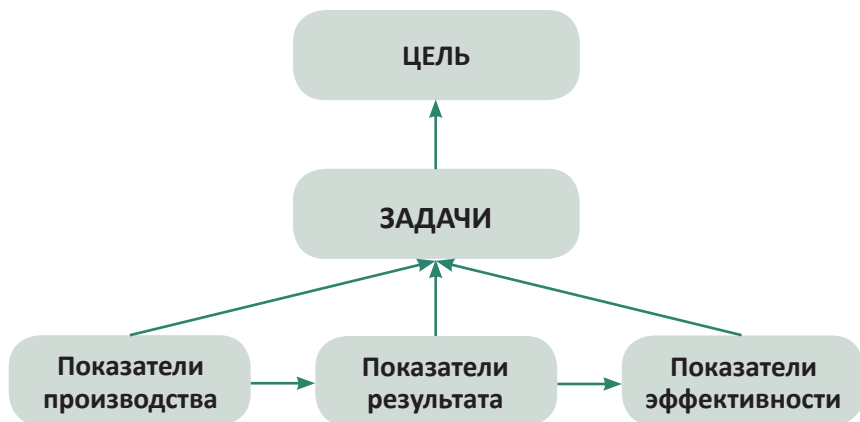 ЦЕЛЬ
ЗАДАЧИ
Показатели
производства
Показатели
результата
Показатели
эффективности